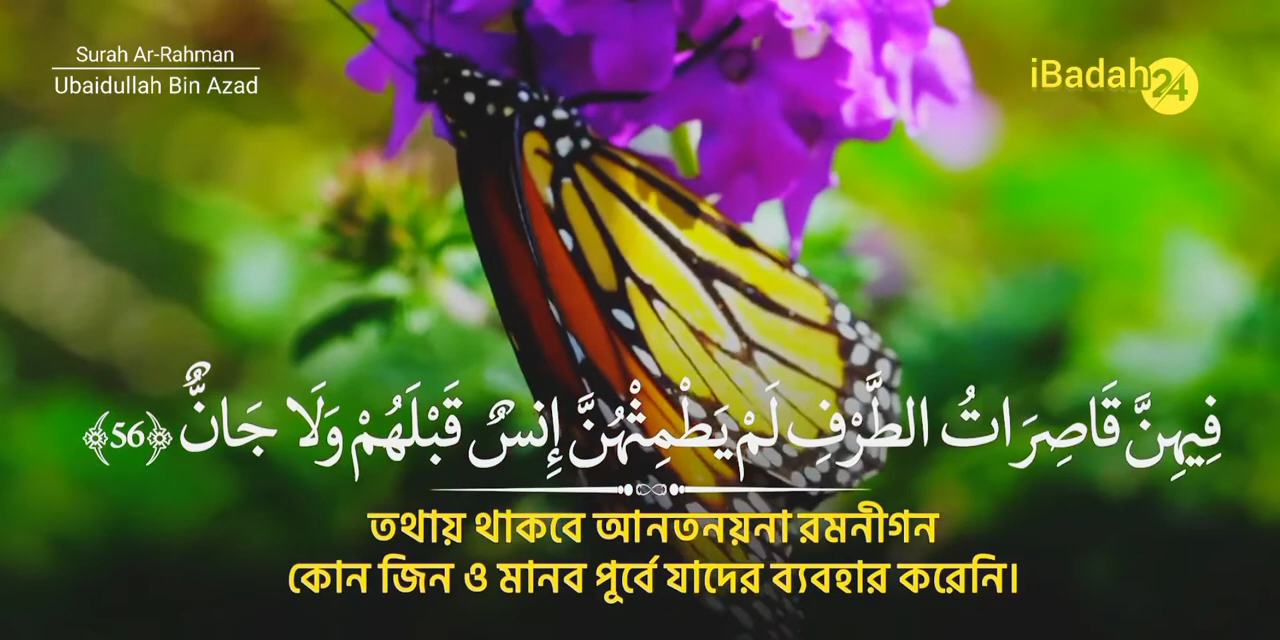 Surah Ar-Rahman
Ubaidullah Bin Azad
iBadah24
فِيهِنَّ قَاصِرَاتُ الطَّرْفِ لَمْ يَطْمِثْهُنَّ إِنسٌ قَبْلَهُمْ وَلَا جَانٌّ ﴿56﴾
তথায় থাকবে আনতনয়না রমনীগন
কোন জিন ও মানব পূর্বে যাদের ব্যবহার করেনি।